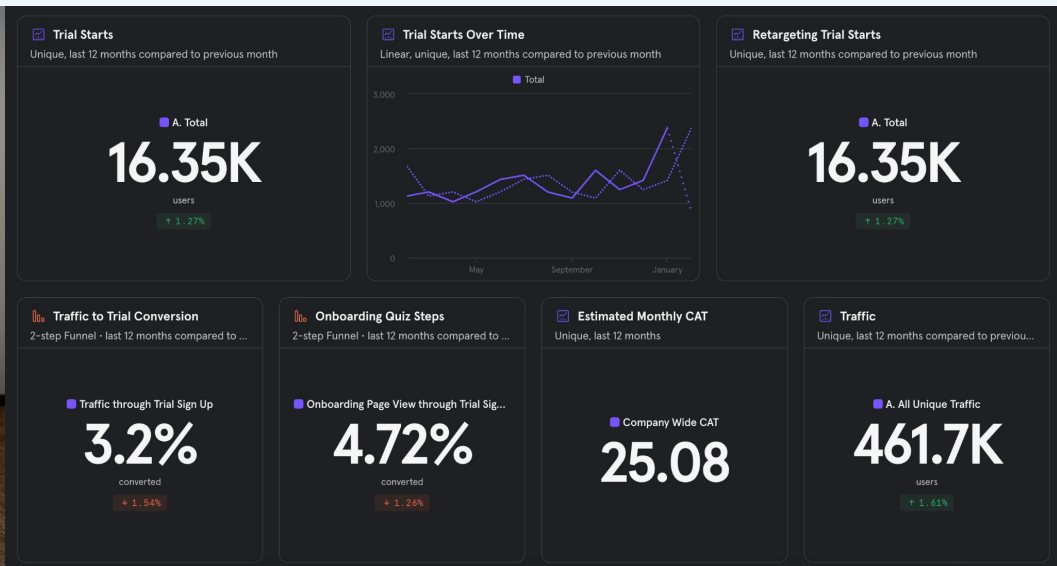 Trial Starts
Unique, last 12 months compared to previous month
A. Total
16.35K
users
↑ 1.27%
Trial Starts Over Time
Linear, unique, last 12 months compared to previous month
Total
3,000
2,000
1,000
0
May
September
January
Retargeting Trial Starts
Unique, last 12 months compared to previous month
A. Total
16.35K
users
↑ 1.27%
Traffic to Trial Conversion
2-step Funnel • last 12 months compared to ...
Traffic through Trial Sign Up
3.2%
converted
↓ 1.54%
Onboarding Quiz Steps
2-step Funnel • last 12 months compared to ...
Onboarding Page View through Trial Sig...
4.72%
converted
↓ 1.26%
Estimated Monthly CAT
Unique, last 12 months
Company Wide CAT
25.08
Traffic
Unique, last 12 months compared to previou...
A. All Unique Traffic
461.7K
users
↑ 1.61%